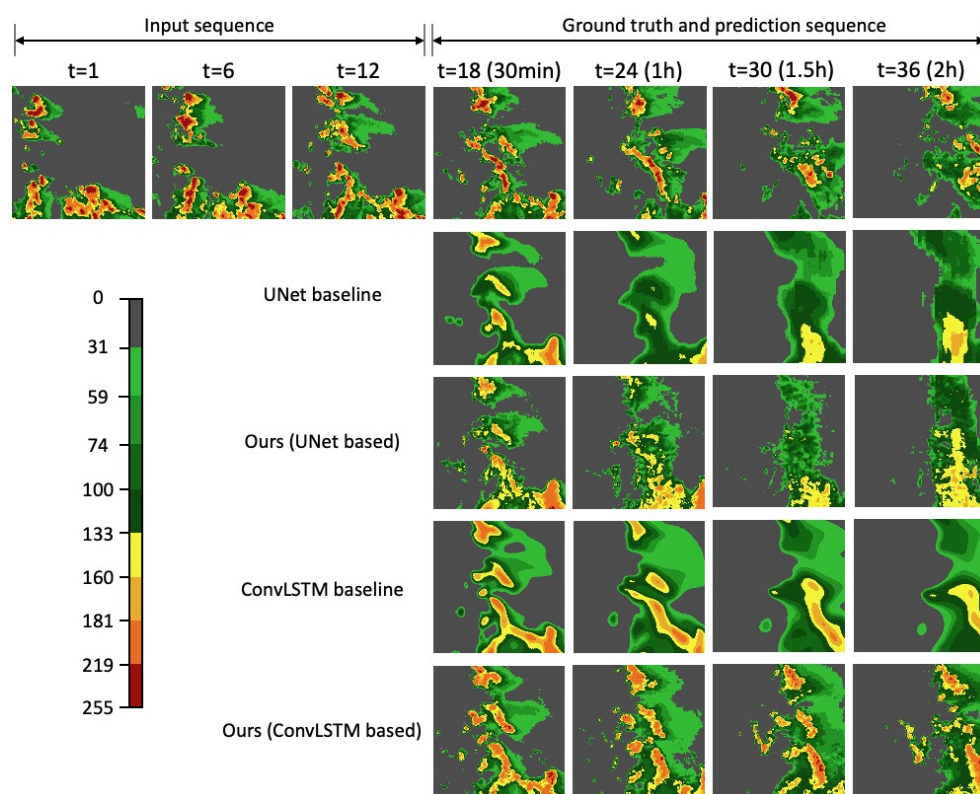 Input sequence
Ground truth and prediction sequence
t=1
t=6
t=12
t=18 (30min)
t=24 (1h)
t=30 (1.5h)
t=36 (2h)
UNet baseline
Ours (UNet based)
ConvLSTM baseline
Ours (ConvLSTM based)
0
31
59
74
100
133
160
181
219
255